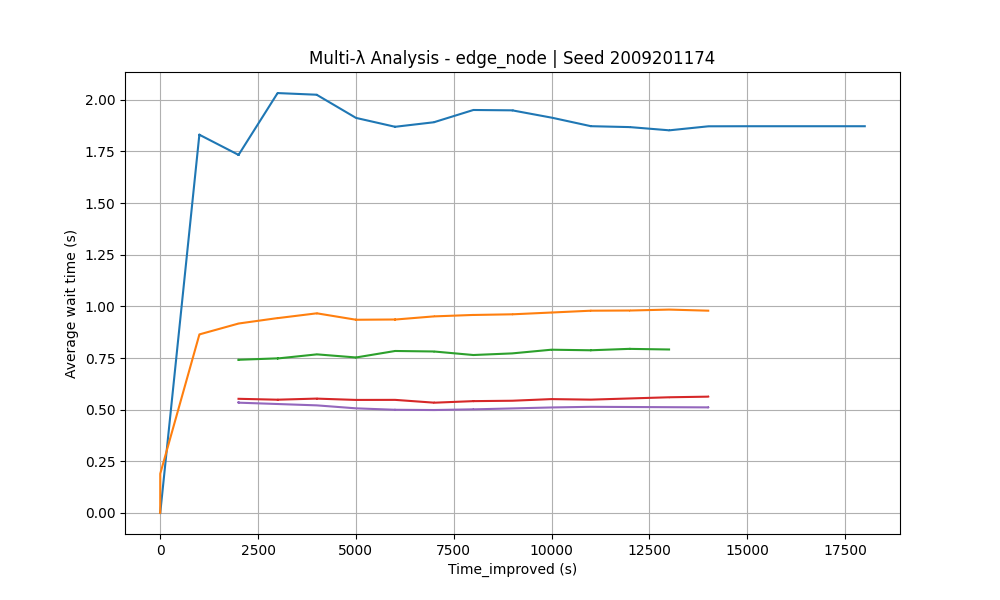 Multi-λ Analysis - edge_node | Seed 2009201174
Average wait time (s)
2.00
1.75
1.50
1.25
1.00
0.75
0.50
0.25
0.00
0 2500 5000 7500 10000 12500 15000 17500
Time_improved (s)